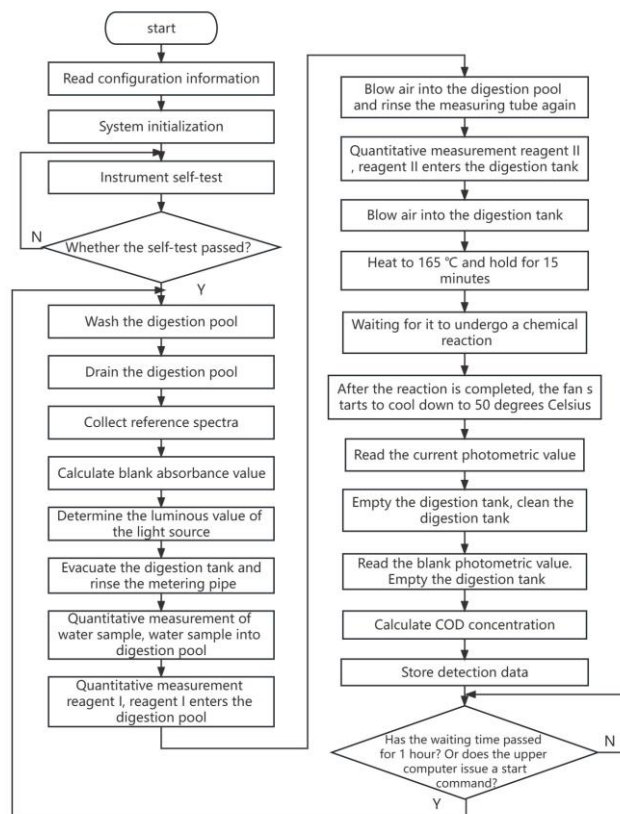 start
Read configuration information
System initialization
Instrument self-test
N
Whether the self-test passed?
Y
Wash the digestion pool
Drain the digestion pool
Collect reference spectra
Calculate blank absorbance value
Determine the luminous value of
the light source
Evacuate the digestion tank and
rinse the metering pipe
Quantitative measurement of
water sample, water sample into
digestion pool
Quantitative measurement
reagent I, reagent I enters the
digestion pool
Blow air into the digestion pool
and rinse the measuring tube again
Quantitative measurement reagent II
, reagent II enters the digestion tank
Blow air into the digestion tank
Heat to 165 ℃ and hold for 15
minutes
Waiting for it to undergo a chemical
reaction
After the reaction is completed, the fan s
tarts to cool down to 50 degrees Celsius
Read the current photometric value
Empty the digestion tank, clean the
digestion tank
Read the blank photometric value.
Empty the digestion tank
Calculate COD concentration
Store detection data
Has the waiting time passed
for 1 hour? Or does the upper
computer issue a start
command?
N
Y